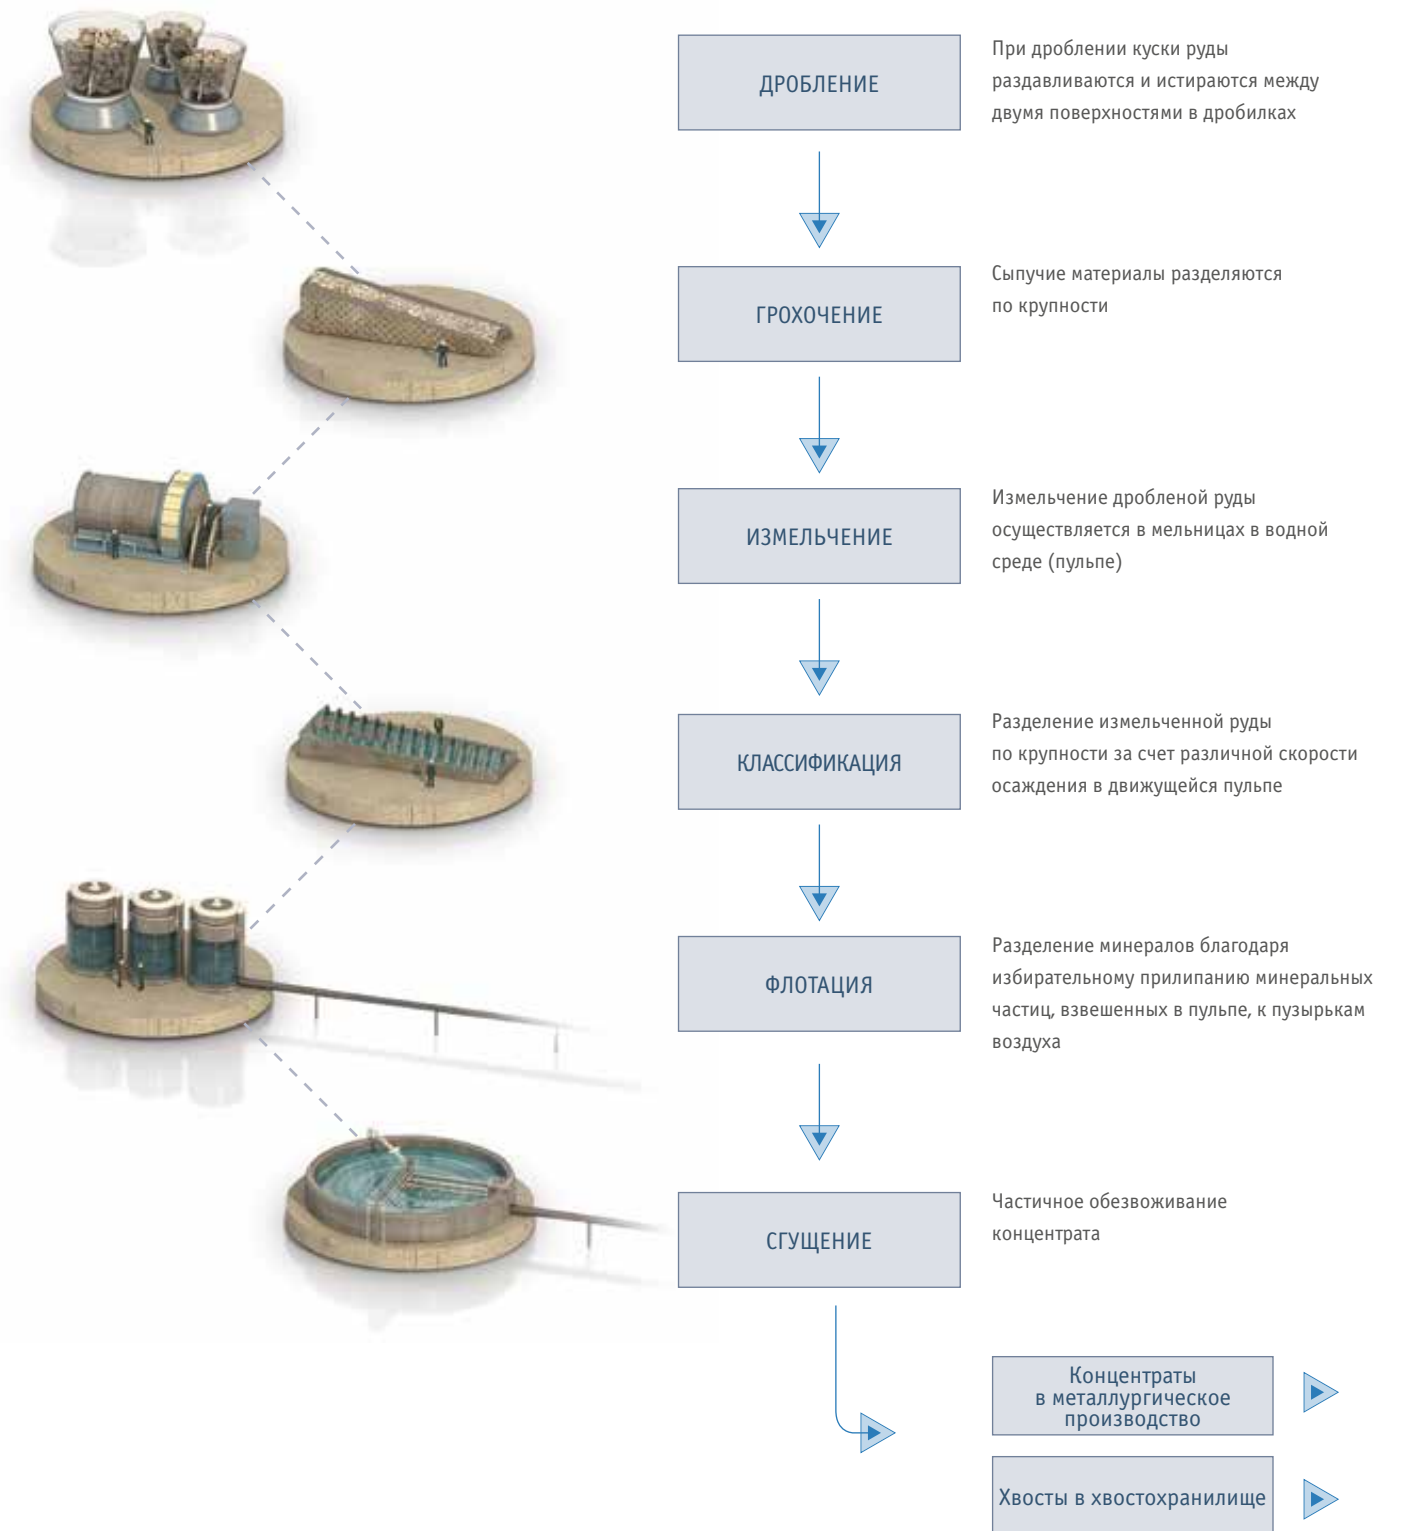 ДРОБЛЕНИЕ
При дроблении куски руды
раздавливаются и истираются между
двумя поверхностями в дробилках
ГРОХОЧЕНИЕ
Сыпучие материалы разделяются
по крупности
ИЗМЕЛЬЧЕНИЕ
Измельчение дробленой руды
осуществляется в мельницах в водной
среде (пульпе)
КЛАССИФИКАЦИЯ
Разделение измельченной руды
по крупности за счет различной скорости
осаждения в движущейся пульпе
ФЛОТАЦИЯ
Разделение минералов благодаря
избирательному прилипанию минеральных
частиц, взвешенных в пульпе, к пузырькам
воздуха
СГУЩЕНИЕ
Частичное обезвоживание
концентрата
Концентраты
в металлургическое
производство
Хвосты в хвостохранилище